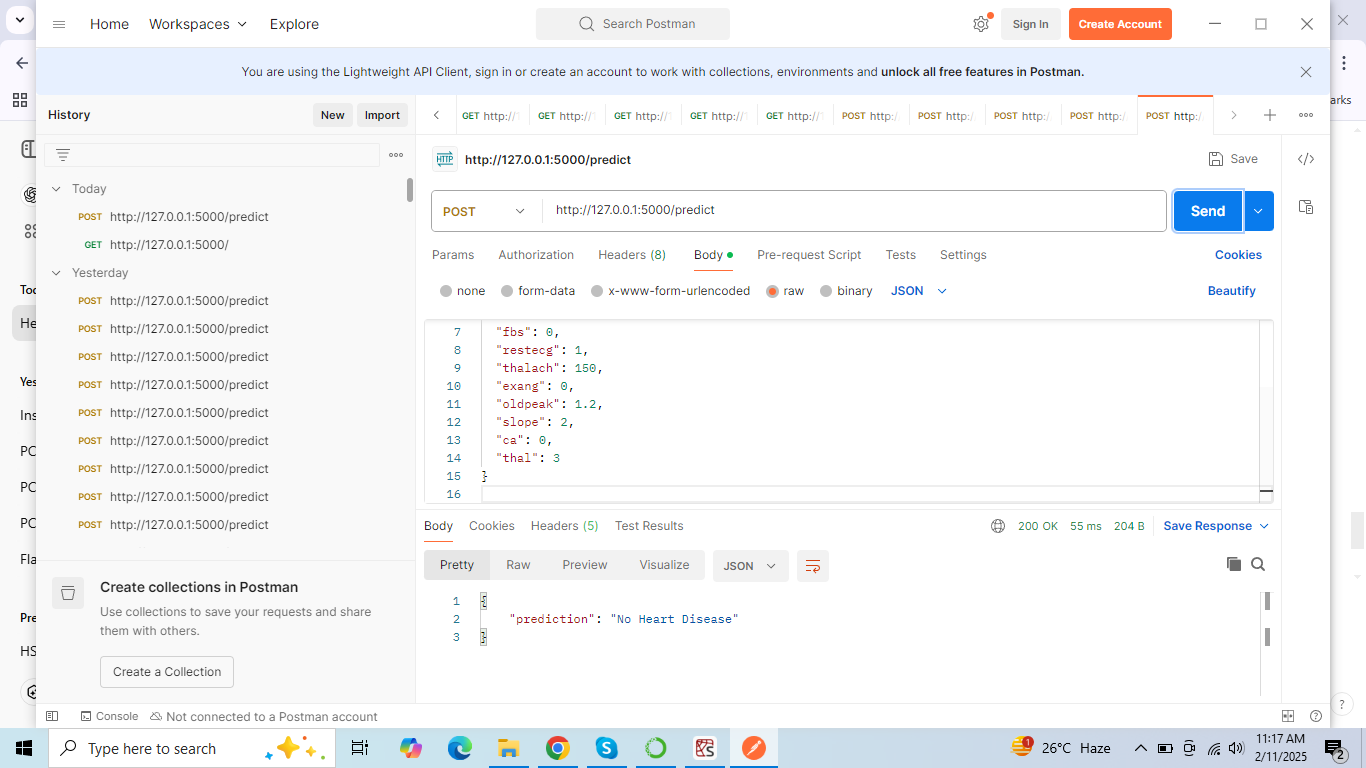 Home Workspaces Explore Search Postman Sign In Create Account
You are using the Lightweight API Client, sign in or create an account to work with collections, environments and unlock all free features in Postman.
arks
History New Import
GET http:// GET http:// GET http:// GET http:// GET http:// POST http: POST http: POST http: POST http: POST http:
HTTP http://127.0.0.1:5000/predict Save
Today
POST http://127.0.0.1:5000/predict
GET http://127.0.0.1:5000/
Yesterday
POST http://127.0.0.1:5000/predict
POST http://127.0.0.1:5000/predict
POST http://127.0.0.1:5000/predict
POST http://127.0.0.1:5000/predict
POST http://127.0.0.1:5000/predict
POST http://127.0.0.1:5000/predict
POST http://127.0.0.1:5000/predict
POST http://127.0.0.1:5000/predict
POST http://127.0.0.1:5000/predict
Toc
He
Yes
Ins
PC
PC
PC
Fla
Pre
HS
Create collections in Postman
Use collections to save your requests and share
them with others.
Create a Collection
POST http://127.0.0.1:5000/predict Send
Params Authorization Headers (8) Body Pre-request Script Tests Settings Cookies
none form-data x-www-form-urlencoded raw binary JSON Beautify
7 "fbs": 0,
8 "restecg": 1,
9 "thalach": 150,
10 "exang": 0,
11 "oldpeak": 1.2,
12 "slope": 2,
13 "ca": 0,
14 "thal": 3
15 }
16
Body Cookies Headers (5) Test Results 200 OK 55 ms 204 B Save Response
Pretty Raw Preview Visualize JSON
1 {
2 "prediction": "No Heart Disease"
3 }
Console Not connected to a Postman account
Type here to search 1 26°C Haze 11:17 AM
2/11/2025 2